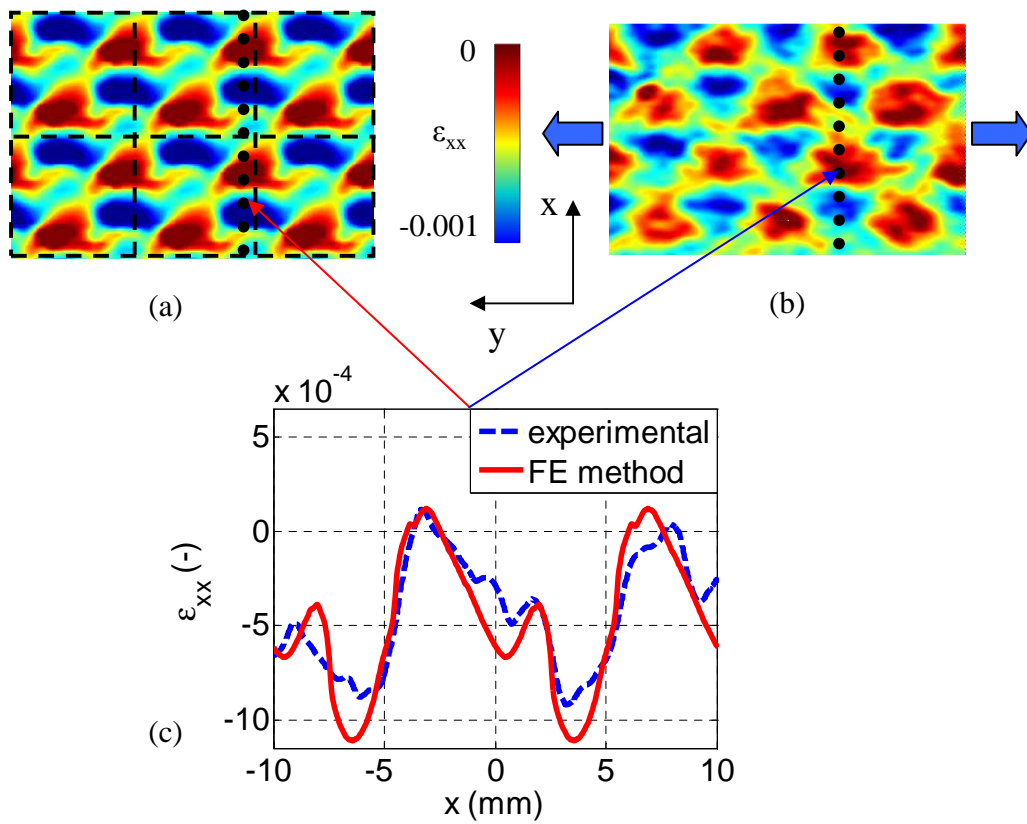 0
εxx
-0.001
x
y
(a)
(b)
x 10-4
experimental
FE method
5
0
-5
-10
εxx (-)
(c)
-10 -5 0 5 10
x (mm)